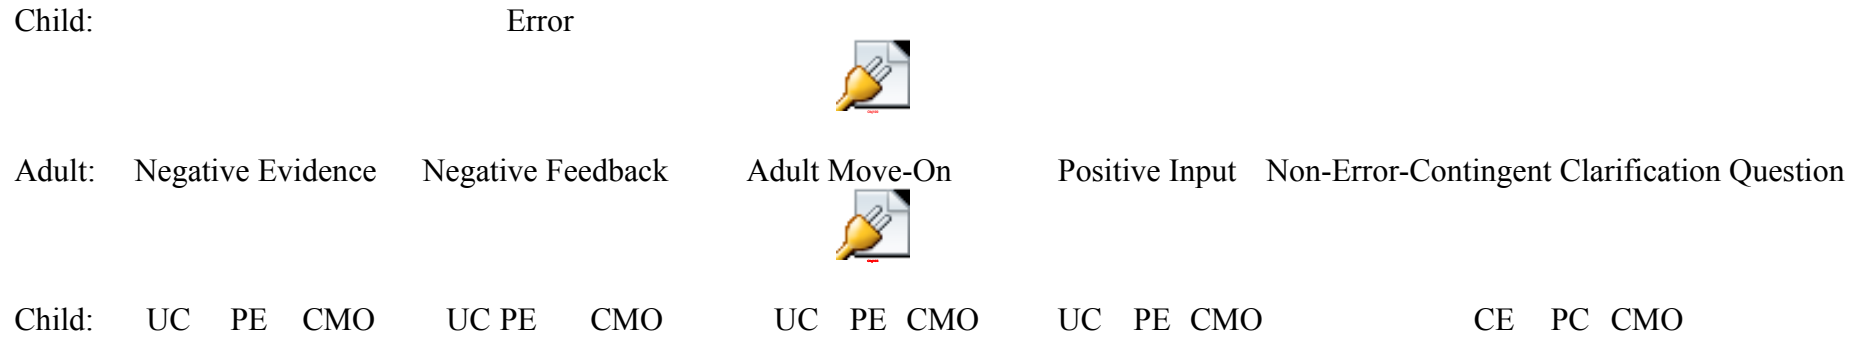 Child: Error
Adult: Negative Evidence Negative Feedback Adult Move-On Positive Input Non-Error-Contingent Clarification Question
Child: UC PE CMO UC PE CMO UC PE CMO UC PE CMO CE PC CMO